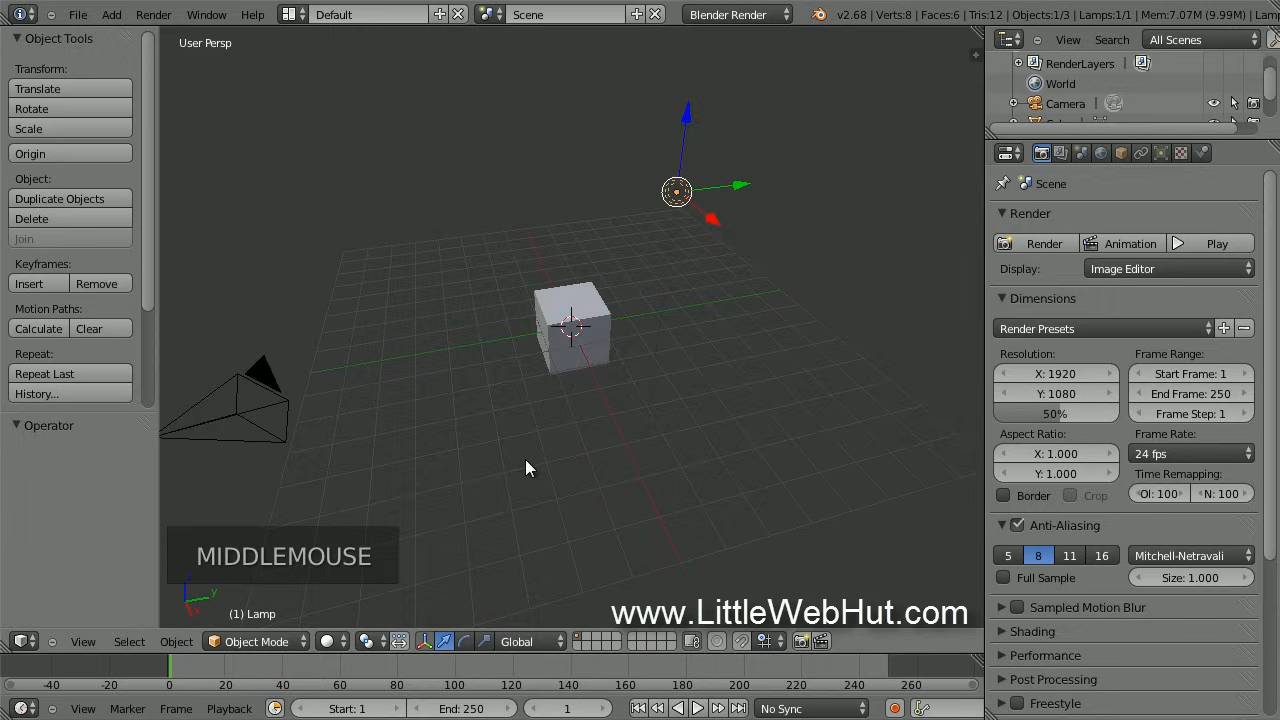 File Add Render Window Help Default Scene Blender Render v2.68 | Verts:8 | Faces:6 | Tris:12 | Objects:1/3 | Lamps:1/1 | Mem:7.07M (9.99M) |
Object Tools
Transform:
Translate
Rotate
Scale
Origin
Object:
Duplicate Objects
Delete
Join
Keyframes:
Insert Remove
Motion Paths:
Calculate Clear
Repeat:
Repeat Last
History...
Operator
User Persp
MIDDLEMOUSE
z
y
x
(1) Lamp
www.LittleWebHut.com
View Select Object Object Mode Global
View Search All Scenes
RenderLayers
World
Camera
Scene
Render
Render Animation Play
Display: Image Editor
Dimensions
Render Presets
Resolution: Frame Range:
X: 1920 Start Frame: 1
Y: 1080 End Frame: 250
50% Frame Step: 1
Aspect Ratio: Frame Rate:
X: 1.000 24 fps
Y: 1.000 Time Remapping:
Border Crop Ol: 100 N: 100
Anti-Aliasing
5 8 11 16 Mitchell-Netravali
Full Sample Size: 1.000
Sampled Motion Blur
Shading
Performance
Post Processing
Freestyle
-40 -20 0 20 40 60 80 100 120 140 160 180 200 220 240 260
View Marker Frame Playback Start: 1 End: 250 1 No Sync